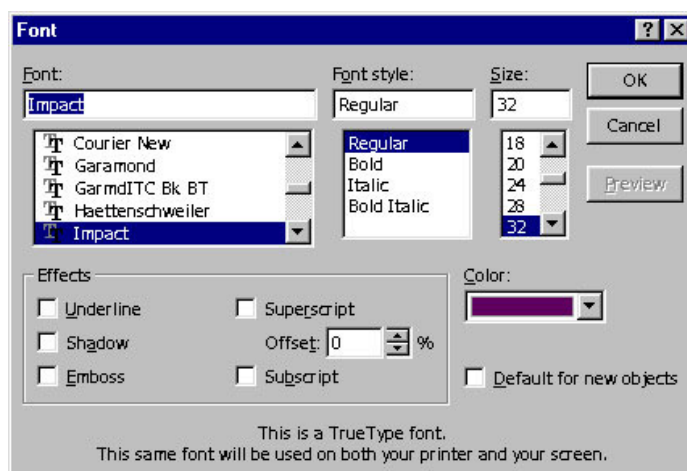 Font
Font: Font style: Size:
Impact Regular 32 OK
Cancel
Preview
Courier New Regular 18
Garamond Bold 20
GarmdITC Bk BT Italic 24
Haettenschweiler Bold Italic 28
Impact 32
Effects Color:
Underline Superscript
Shadow Offset: 0 %
Emboss Subscript Default for new objects
This is a TrueType font.
This same font will be used on both your printer and your screen.